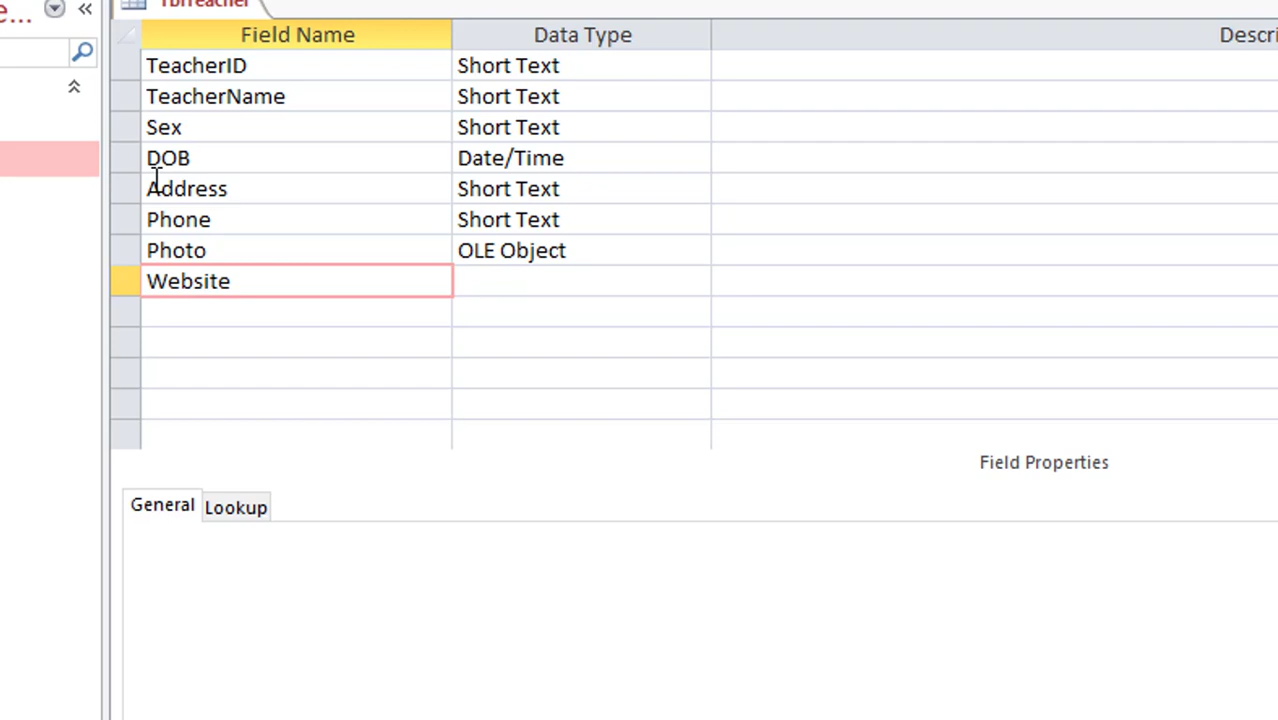 Field Name Data Type
TeacherID Short Text
TeacherName Short Text
Sex Short Text
DOB Date/Time
Address Short Text
Phone Short Text
Photo OLE Object
Website
Field Properties
General Lookup